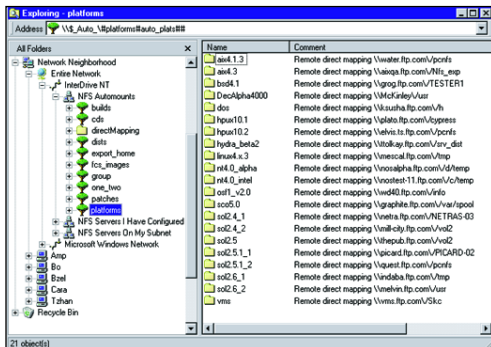 Exploring - platforms
Address \\$_Auto_\#platforms#auto_plats##
All Folders
Network Neighborhood
Entire Network
InterDrive NT
NFS Automounts
builds
cds
directMapping
dists
export_home
fcs_images
group
one_two
patches
platforms
NFS Servers I Have Configured
NFS Servers On My Subnet
Microsoft Windows Network
Amp
Bo
Bzel
Cara
Tzhan
Recycle Bin
Name Comment
aix4.1.3 Remote direct mapping \\water.ftp.com\/pcnfs
aix4.3 Remote direct mapping \\aixqa.ftp.com\/Nfs_exp
bsd4.1 Remote direct mapping \\grog.ftp.com\/TESTER1
DecAlpha4000 Remote direct mapping \\McKinley\/usr
dos Remote direct mapping \\ksusha.ftp.com\/h
hpux10.1 Remote direct mapping \\plato.ftp.com\/cypress
hpux10.2 Remote direct mapping \\elvis.ts.ftp.com\/pcnfs
hydra_beta2 Remote direct mapping \\tolkay.ftp.com\/srv_dist
linux4.x.3 Remote direct mapping \\mescal.ftp.com\/tmp
nt4.0_alpha Remote direct mapping \\nosalpha.ftp.com\/d/temp
nt4.0_intel Remote direct mapping \\nostest-11.ftp.com\/c/temp
osf1_v2.0 Remote direct mapping \\wd40.ftp.com\/info
sco5.0 Remote direct mapping \\graphite.ftp.com\/var/spool
sol2.4_1 Remote direct mapping \\netra.ftp.com\/NETRAS-03
sol2.4_2 Remote direct mapping \\mill-city.ftp.com\/vol2
sol2.5 Remote direct mapping \\thepub.ftp.com\/vol2
sol2.5.1_1 Remote direct mapping \\picard.ftp.com\/PICARD-02
sol2.5.1_2 Remote direct mapping \\quest.ftp.com\/pcnfs
sol2.6_1 Remote direct mapping \\indaba.ftp.com\/tmp
sol2.6_2 Remote direct mapping \\melvin.ftp.com\/usr
vms Remote direct mapping \\vms.ftp.com\/Skc
21 object(s)